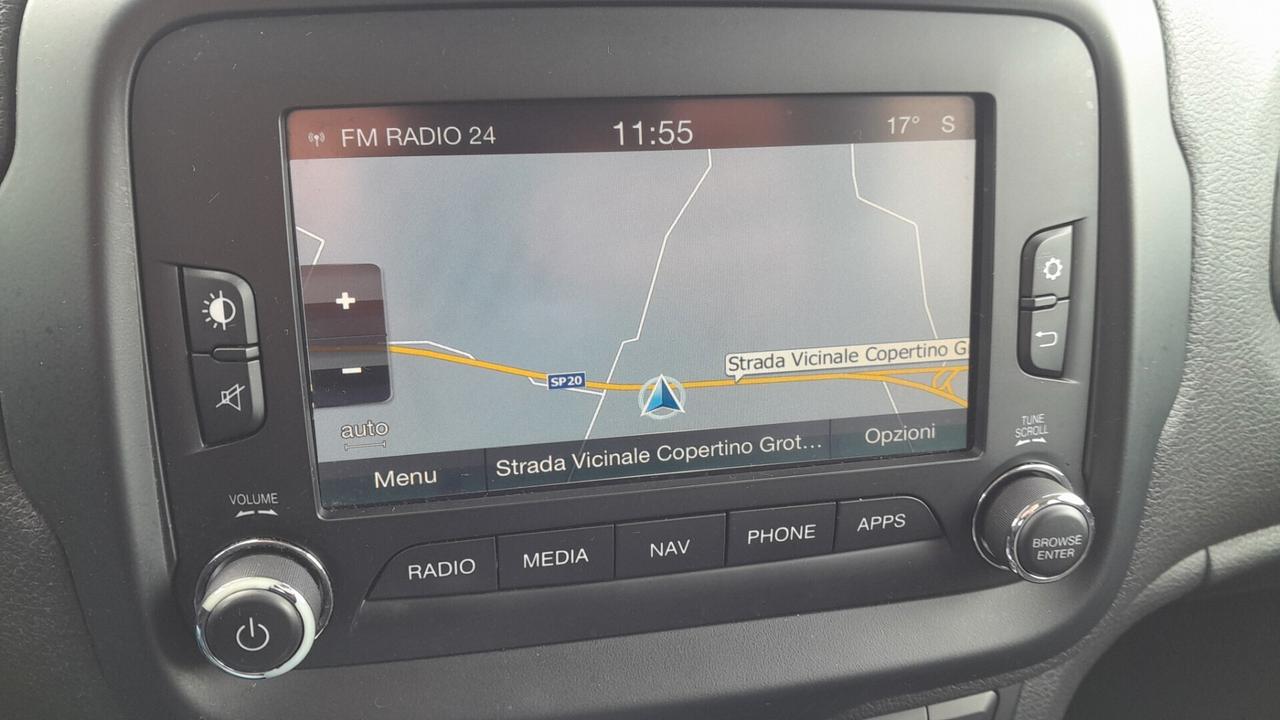 FM RADIO 24
11:55
17° S
+
-
Strada Vicinale Copertino G
SP20
auto
Menu
Strada Vicinale Copertino Grot...
Opzioni
VOLUME
TUNE
SCROLL
RADIO
MEDIA
NAV
PHONE
APPS
BROWSE
ENTER